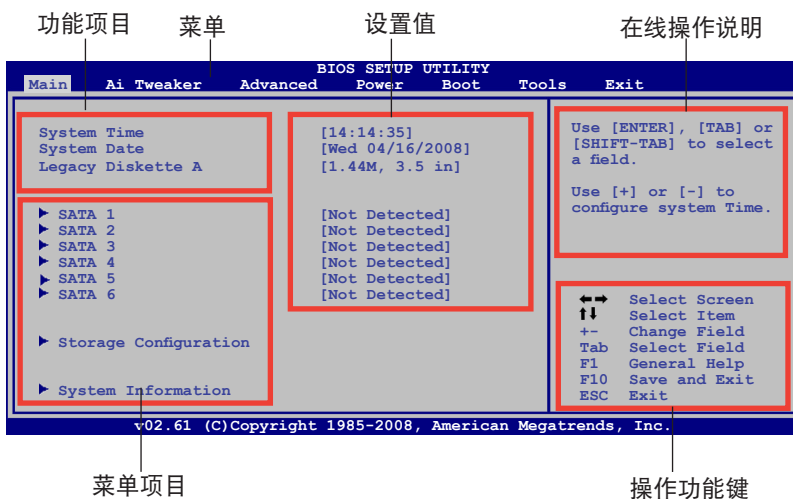 功能项目 菜单 设置值 在线操作说明
BIOS SETUP UTILITY
Main Ai Tweaker Advanced Power Boot Tools Exit
System Time [14:14:35]
System Date [Wed 04/16/2008]
Legacy Diskette A [1.44M, 3.5 in]
SATA 1 [Not Detected]
SATA 2 [Not Detected]
SATA 3 [Not Detected]
SATA 4 [Not Detected]
SATA 5 [Not Detected]
SATA 6 [Not Detected]
Storage Configuration
System Information
Use [ENTER], [TAB] or
[SHIFT-TAB] to select
a field.
Use [+] or [-] to
configure system Time.
←→ Select Screen
↑↓ Select Item
+- Change Field
Tab Select Field
F1 General Help
F10 Save and Exit
ESC Exit
v02.61 (C)Copyright 1985-2008, American Megatrends, Inc.
菜单项目 操作功能键